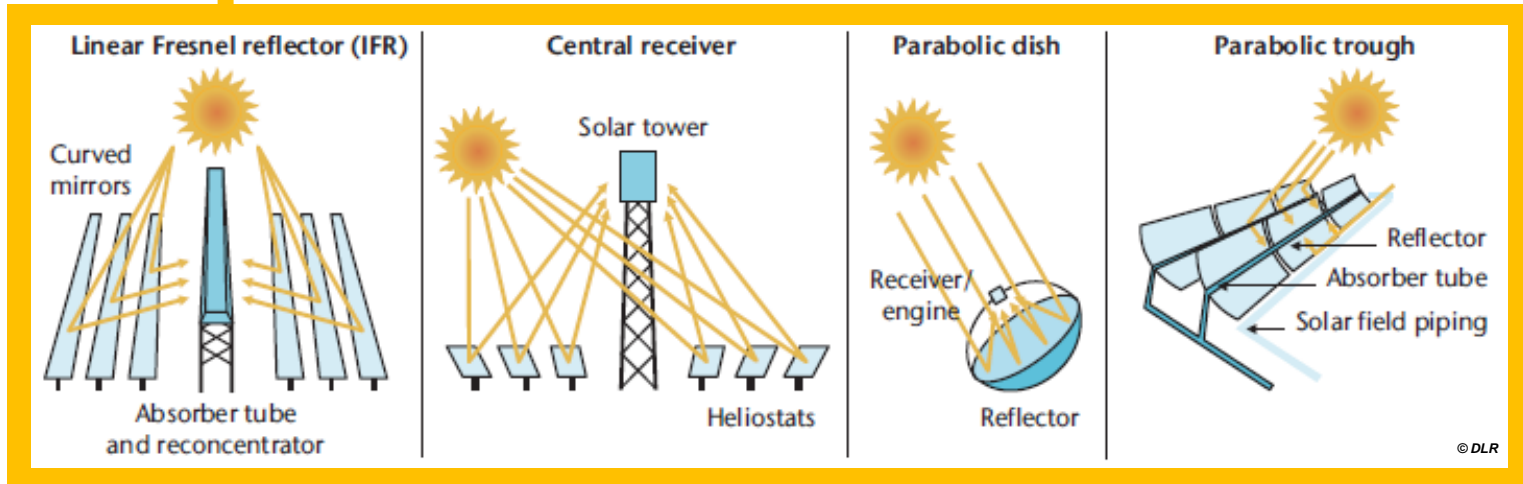 Linear Fresnel reflector (IFR)
Curved
mirrors
Absorber tube
and reconcentrator
Central receiver
Solar tower
Heliostats
Parabolic dish
Receiver/
engine
Reflector
Parabolic trough
Reflector
Absorber tube
Solar field piping
© DLR